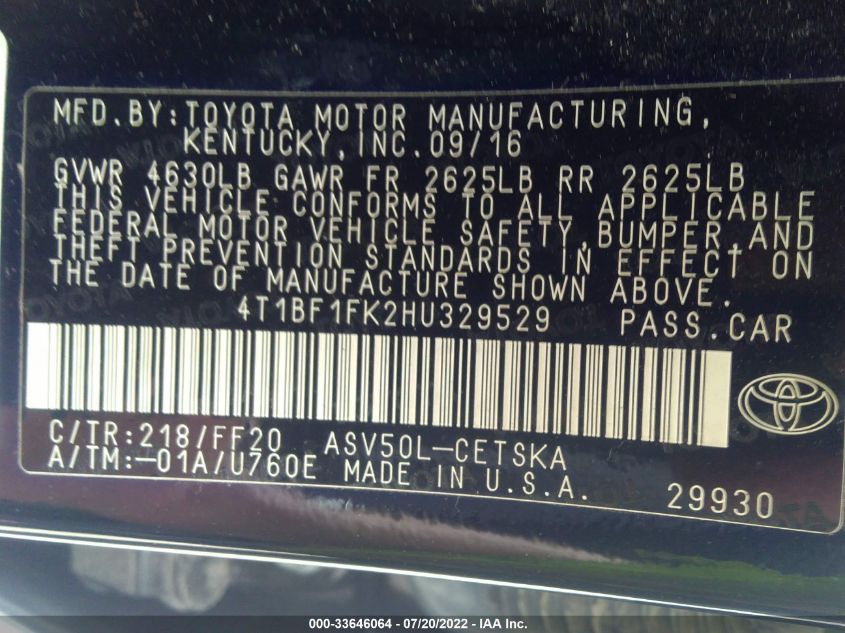 MFD.BY:TOYOTA MOTOR MANUFACTURING,
KENTUCKY,INC.09/16
GVWR 4630LB GAWR FR 2625LB RR 2625LB
THIS VEHICLE CONFORMS TO ALL APPLICABLE
FEDERAL MOTOR VEHICLE SAFETY,BUMPER,AND
THEFT PREVENTION STANDARDS IN EFFECT ON
THE DATE OF MANUFACTURE SHOWN ABOVE.
4T1BF1FK2HU329529 PASS.CAR
C/TR:218/FF20 ASV50L-CETSKA
A/TM:-01A/U760E MADE IN U.S.A. 29930
000-33646064 / 07/20/2022 - IAA Inc.